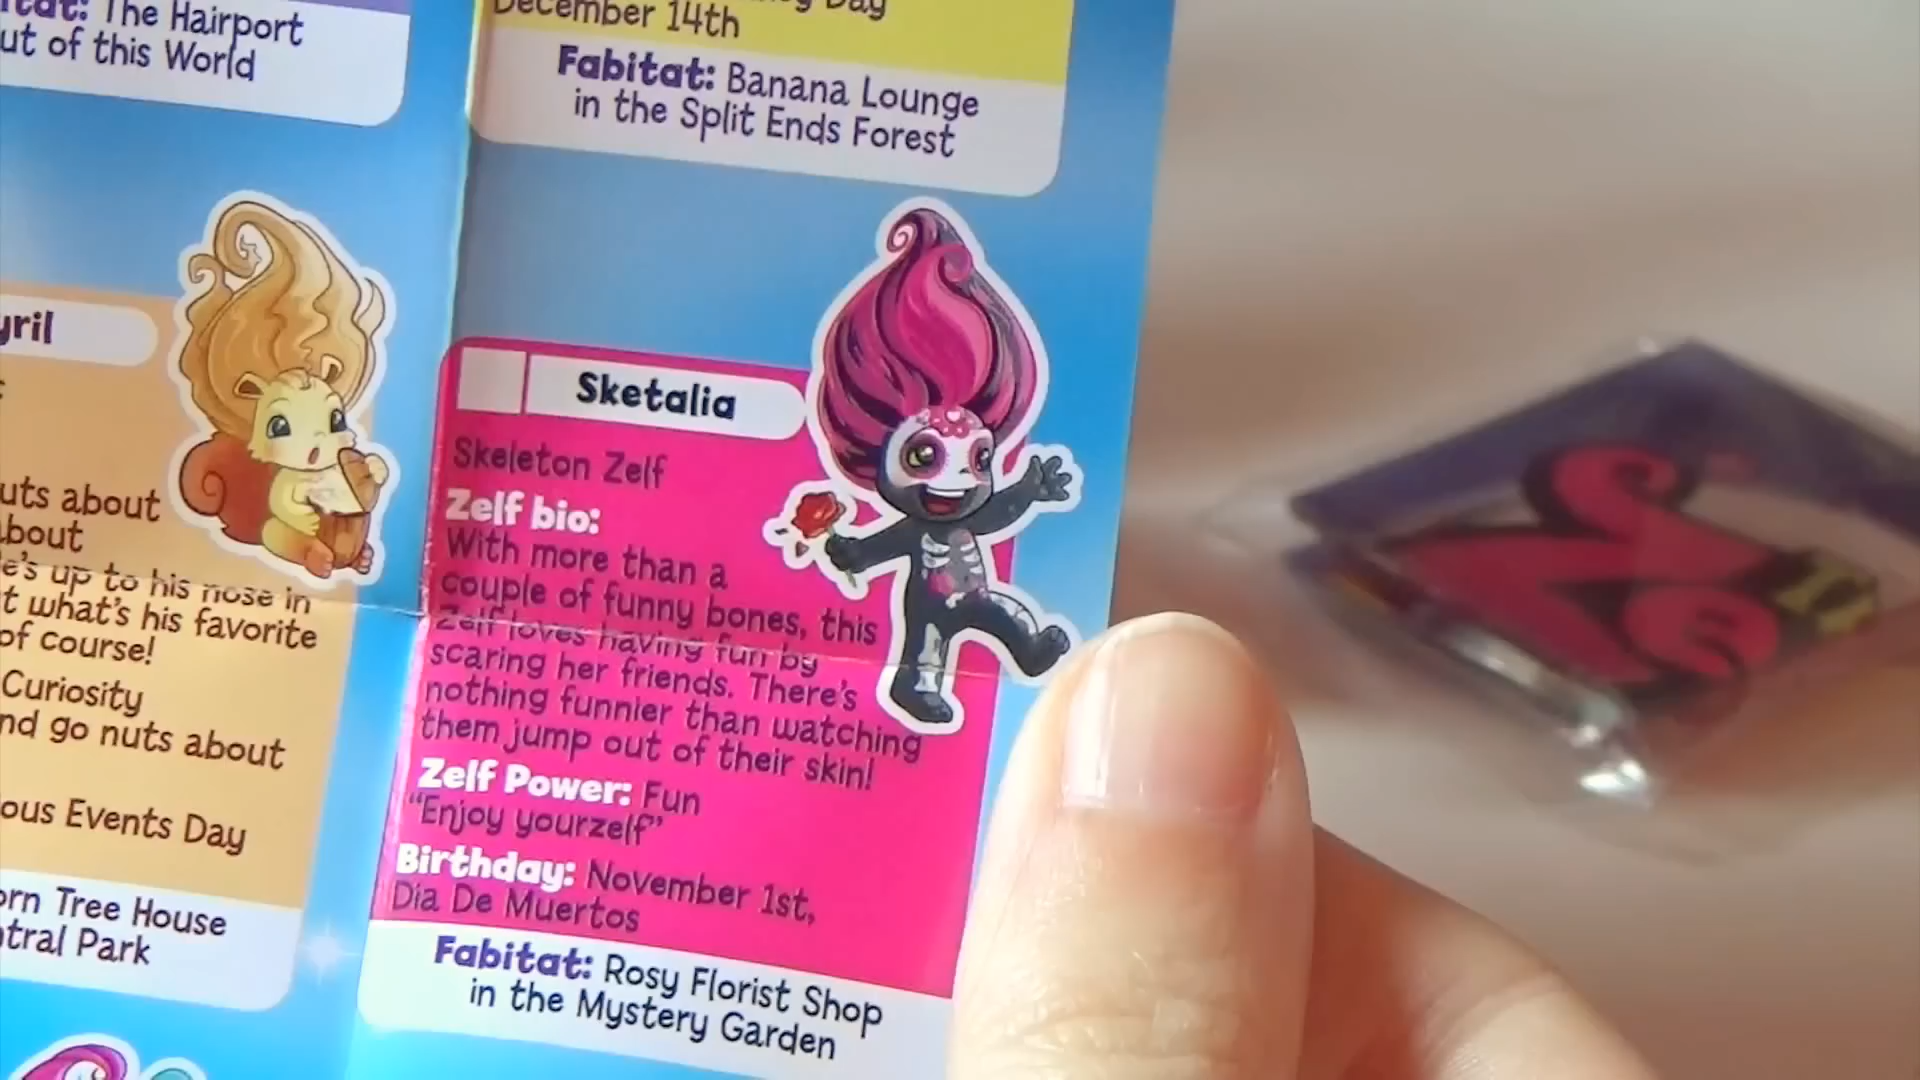 The Hairport
ut of this World
Day
December 14th
Fabitat: Banana Lounge
in the Split Ends Forest
yril
uts about
bout
e's up to his nose in
t what's his favorite
of course!
Curiosity
nd go nuts about
ous Events Day
orn Tree House
ntral Park
Sketalia
Skeleton Zelf
Zelf bio:
With more than a
couple of funny bones, this
Zelf loves having fun by
scaring her friends. There's
nothing funnier than watching
them jump out of their skin!
Zelf Power: Fun
"Enjoy yourzelf"
Birthday: November 1st,
Dia De Muertos
Fabitat: Rosy Florist Shop
in the Mystery Garden